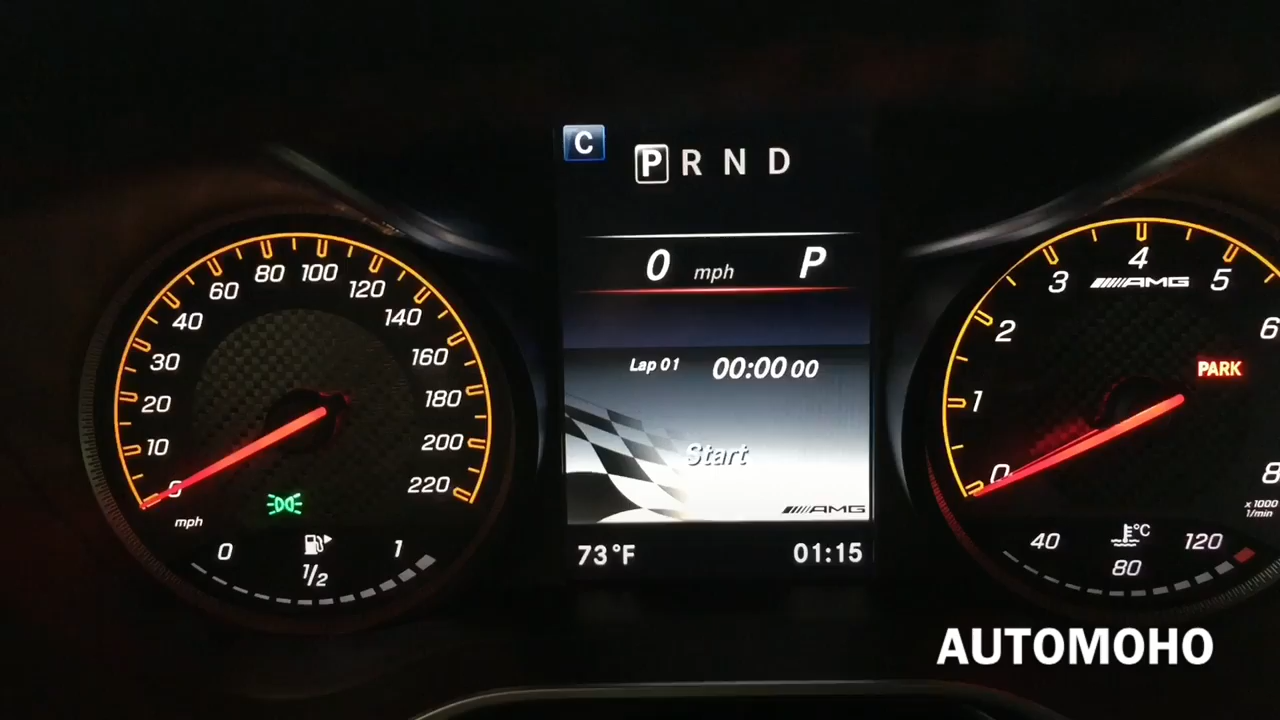 C
P R N D
0 mph P
Lap 01 00:00 00
Start
AMG
73°F 01:15
0
10
20
30
40
60
80
100
120
140
160
180
200
220
mph
0 1/2 1
0
1
2
3
4
5
6
8
AMG
PARK
x 1000
1/min
°C
40 80 120
AUTOMOHO